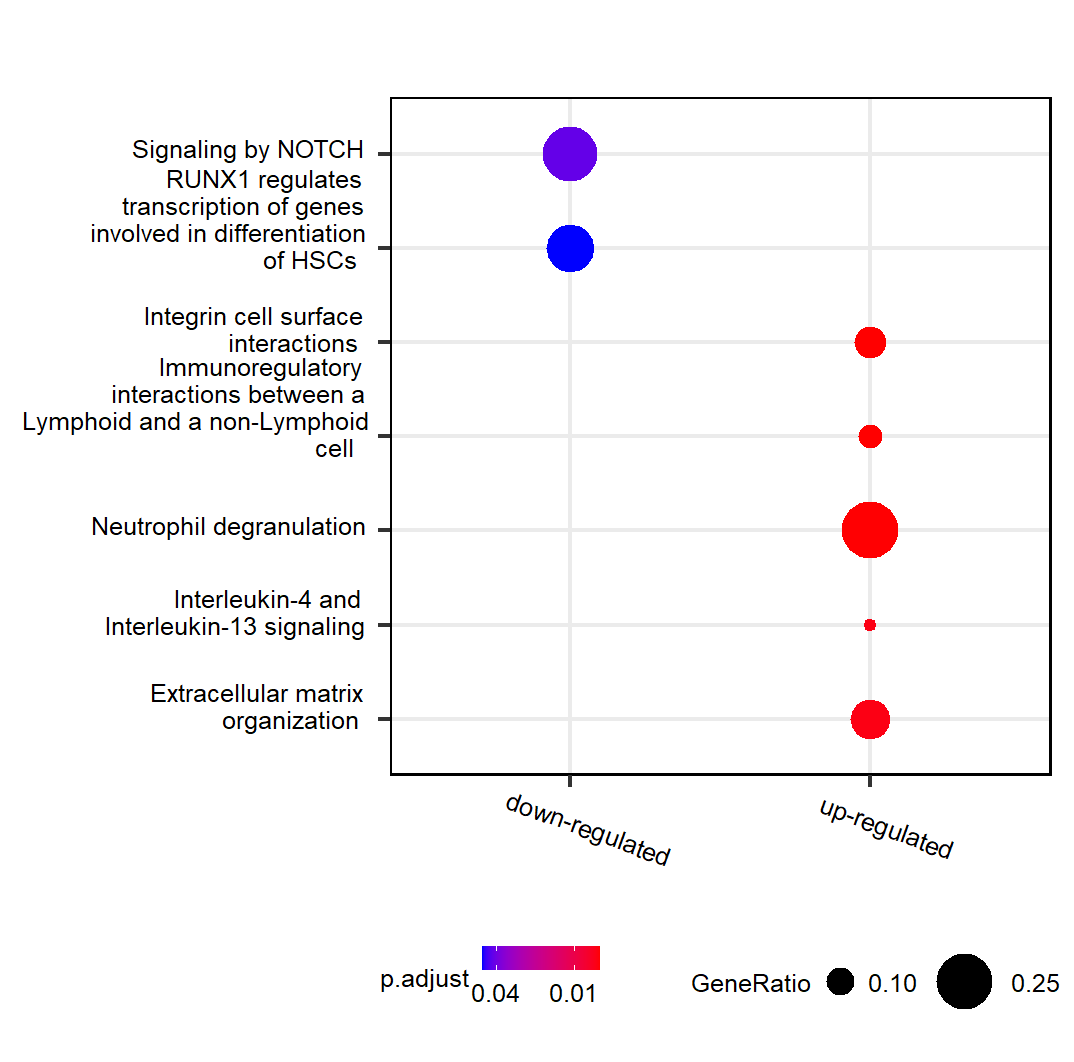 Signaling by NOTCH
RUNX1 regulates
transcription of genes
involved in differentiation
of HSCs
Integrin cell surface
interactions
Immunoregulatory
interactions between a
Lymphoid and a non-Lymphoid
cell
Neutrophil degranulation
Interleukin-4 and
Interleukin-13 signaling
Extracellular matrix
organization
down-regulated
up-regulated
p.adjust
0.04 0.01
GeneRatio 0.10 0.25